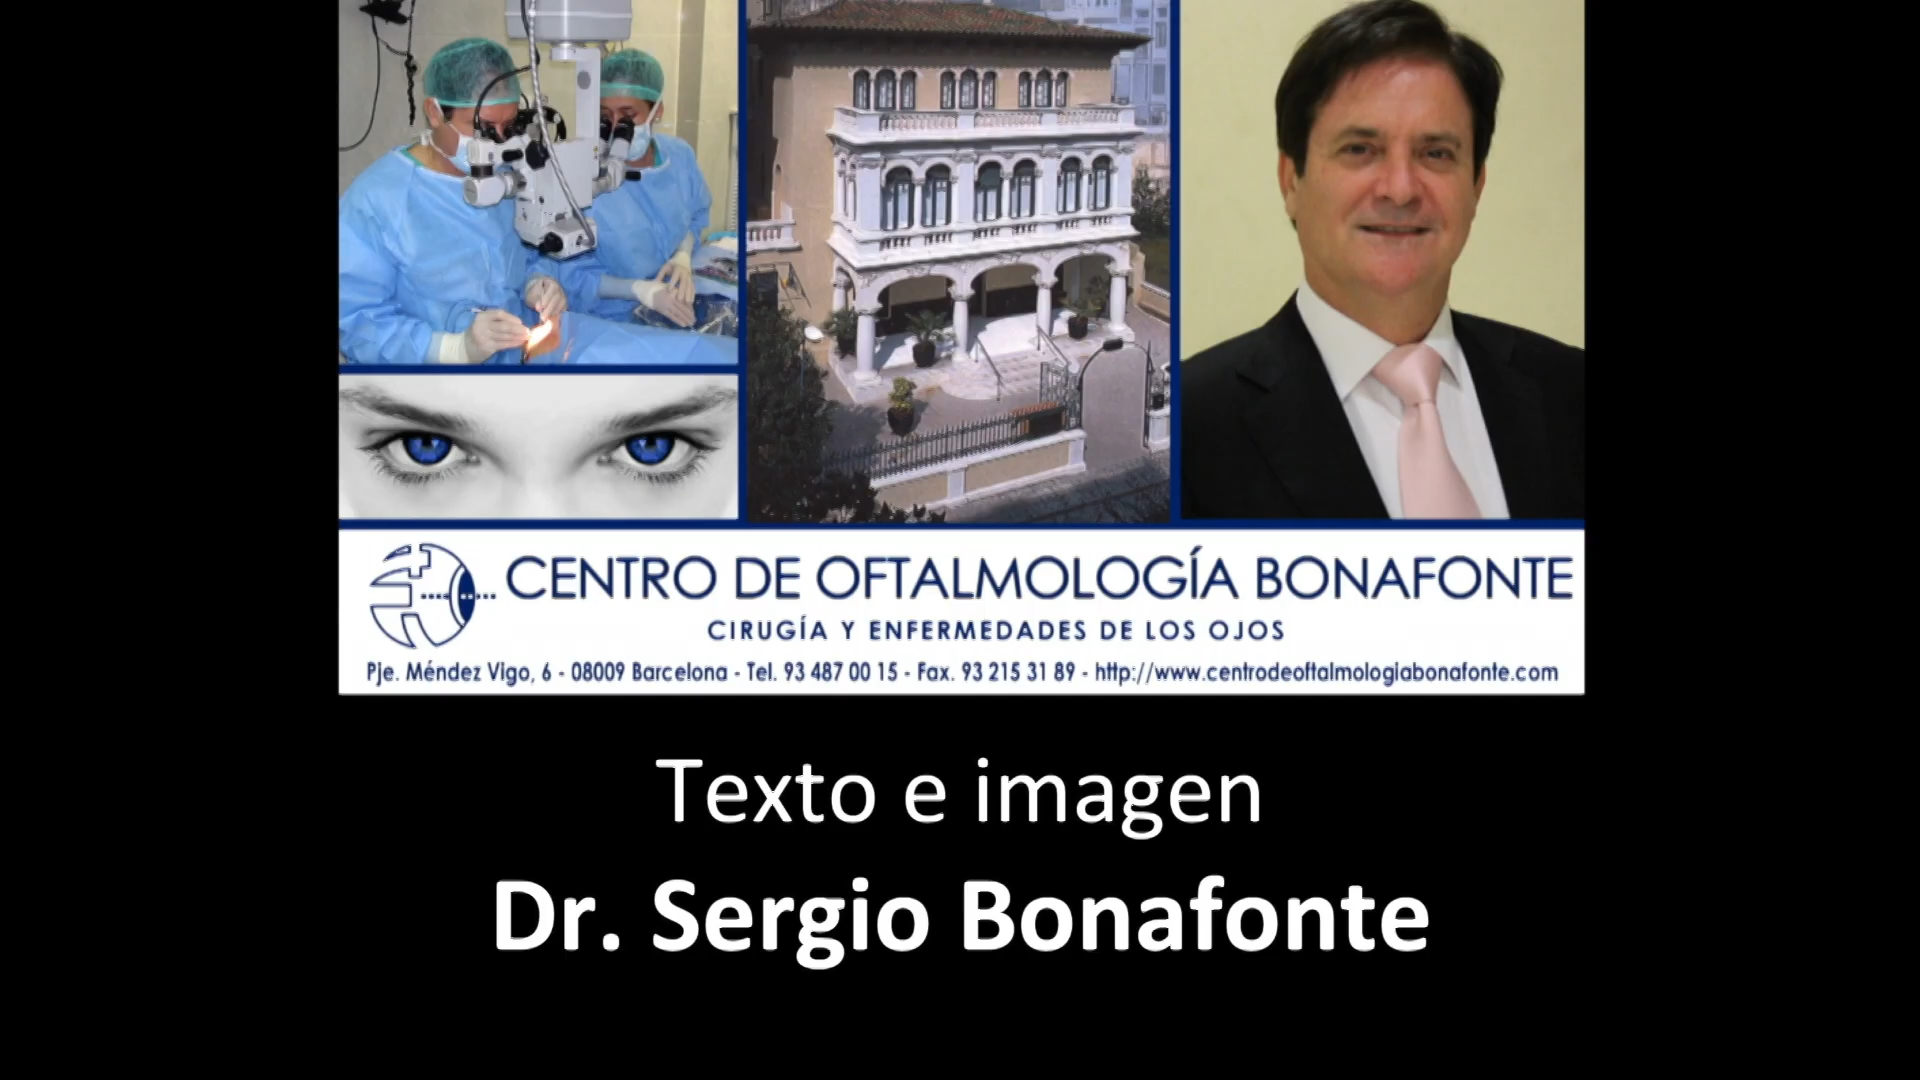 CENTRO DE OFTALMOLOGÍA BONAFONTE
CIRUGÍA Y ENFERMEDADES DE LOS OJOS
Pje. Méndez Vigo, 6 - 08009 Barcelona - Tel. 93 487 00 15 - Fax. 93 215 31 89 - http://www.centrodeoftalmologiabonafonte.com
Texto e imagen
Dr. Sergio Bonafonte